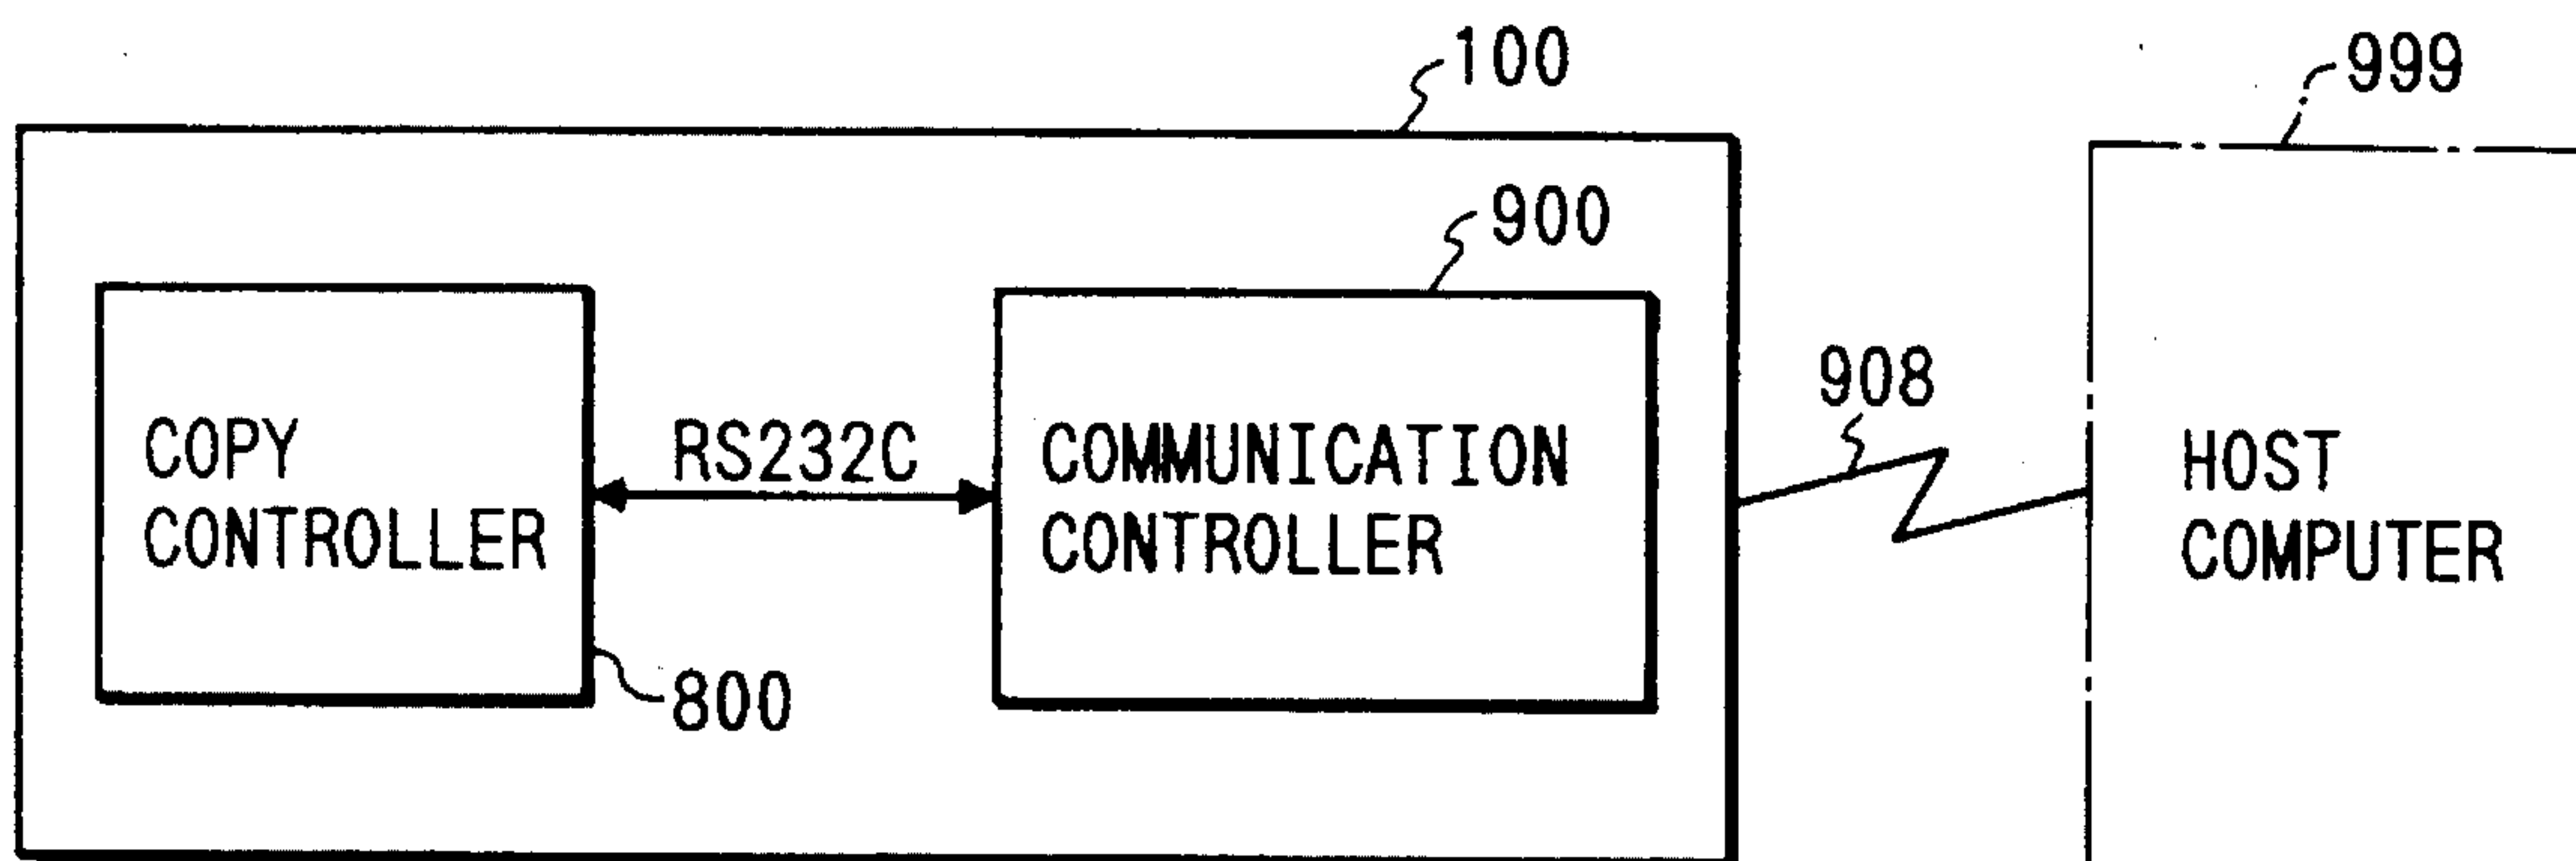 100
999
900
908
COPY
CONTROLLER
RS232C
COMMUNICATION
CONTROLLER
HOST
COMPUTER
800